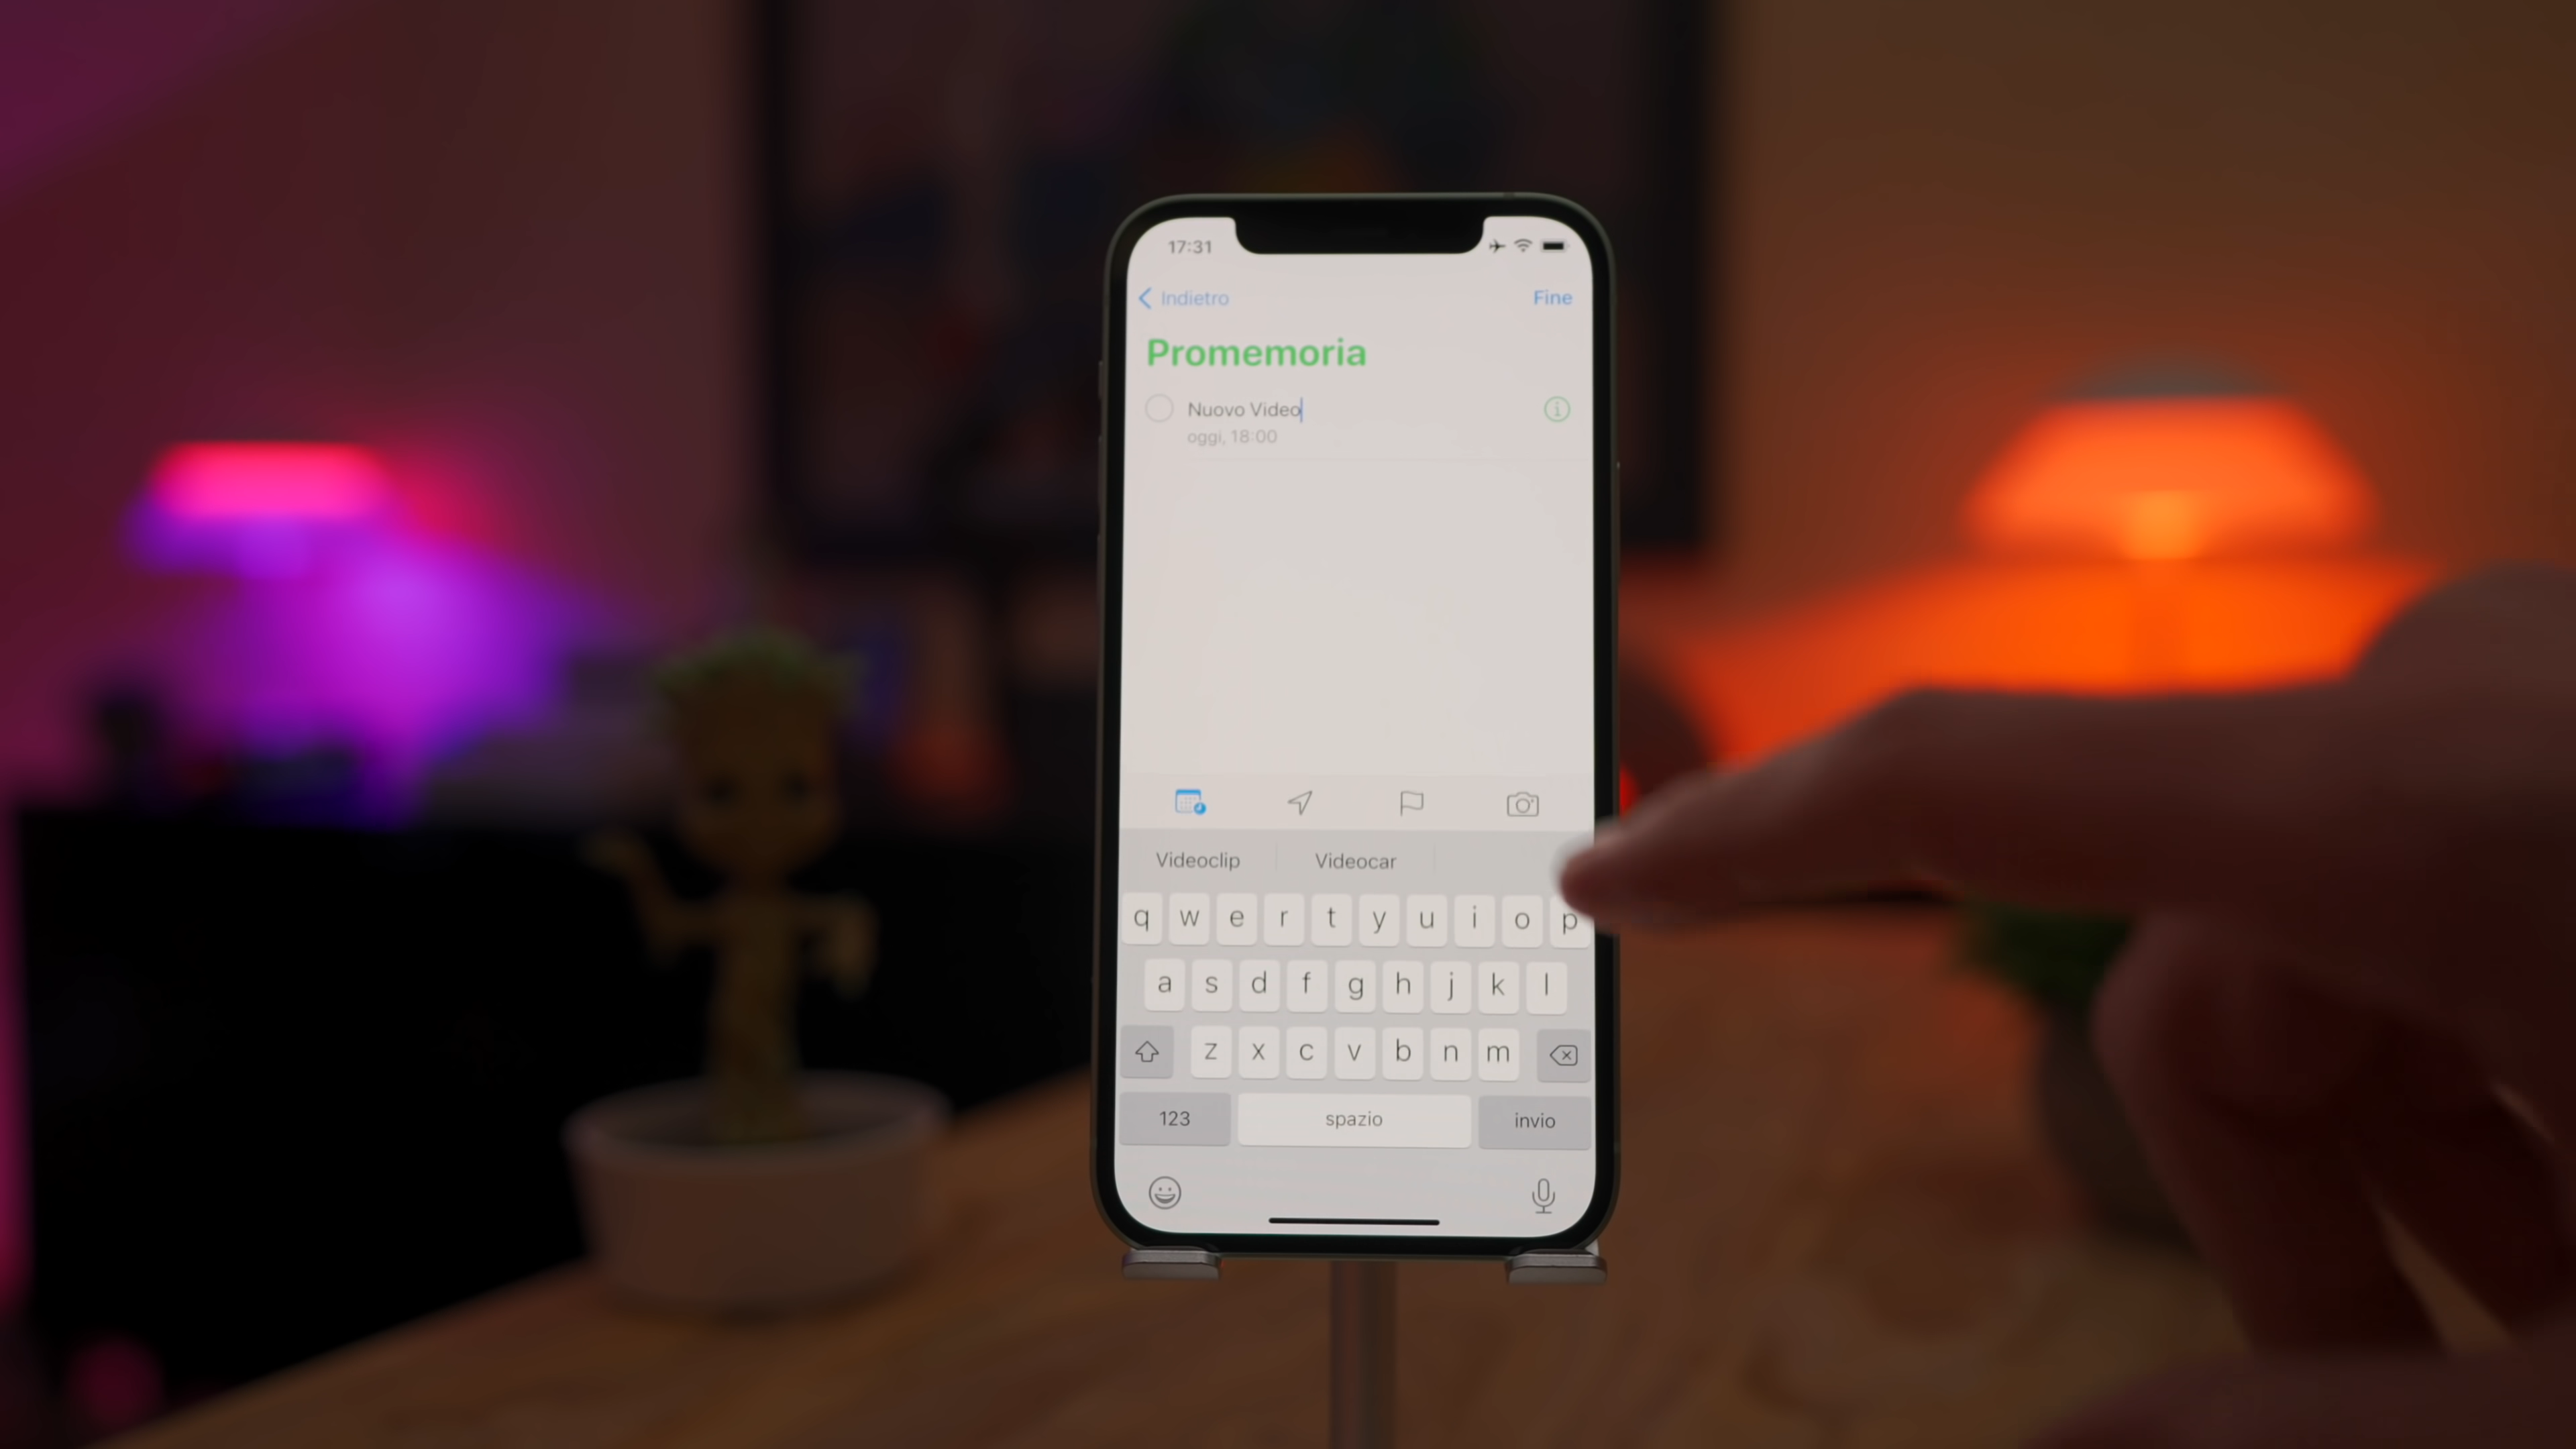 17:31
Indietro
Fine
Promemoria
Nuovo Video
oggi, 18:00
Videoclip
Videocar
q w e r t y u i o p
a s d f g h j k l
z x c v b n m
123
spazio
invio